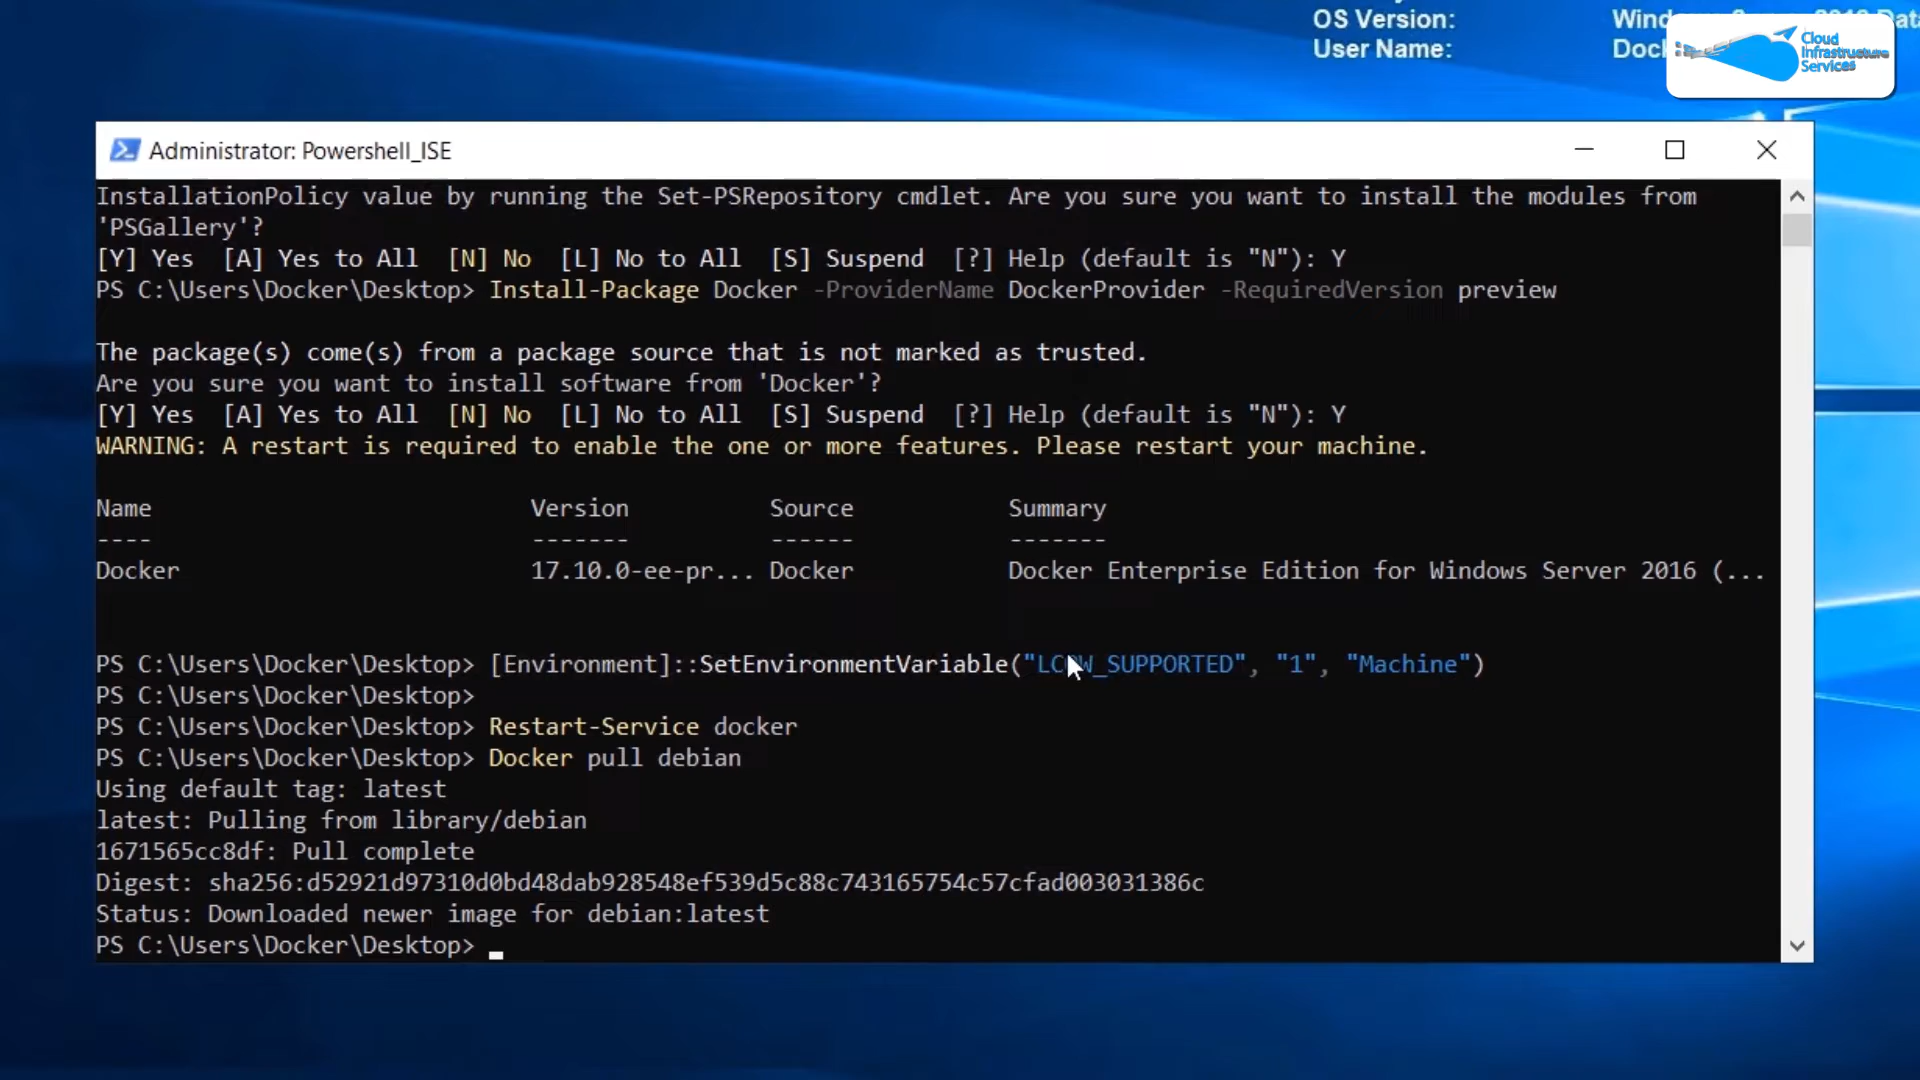 OS Version:
User Name:
Cloud
Infrastructure
Services
Administrator: Powershell_ISE
InstallationPolicy value by running the Set-PSRepository cmdlet. Are you sure you want to install the modules from
'PSGallery'?
[Y] Yes  [A] Yes to All  [N] No  [L] No to All  [S] Suspend  [?] Help (default is "N"): Y
PS C:\Users\Docker\Desktop> Install-Package Docker -ProviderName DockerProvider -RequiredVersion preview
The package(s) come(s) from a package source that is not marked as trusted.
Are you sure you want to install software from 'Docker'?
[Y] Yes  [A] Yes to All  [N] No  [L] No to All  [S] Suspend  [?] Help (default is "N"): Y
WARNING: A restart is required to enable the one or more features. Please restart your machine.
Name Version Source Summary
---- ------- ------ -------
Docker 17.10.0-ee-pr... Docker Docker Enterprise Edition for Windows Server 2016 (...
PS C:\Users\Docker\Desktop> [Environment]::SetEnvironmentVariable("LCOW_SUPPORTED", "1", "Machine")
PS C:\Users\Docker\Desktop>
PS C:\Users\Docker\Desktop> Restart-Service docker
PS C:\Users\Docker\Desktop> Docker pull debian
Using default tag: latest
latest: Pulling from library/debian
1671565cc8df: Pull complete
Digest: sha256:d52921d97310d0bd48dab928548ef539d5c88c743165754c57cfad003031386c
Status: Downloaded newer image for debian:latest
PS C:\Users\Docker\Desktop>